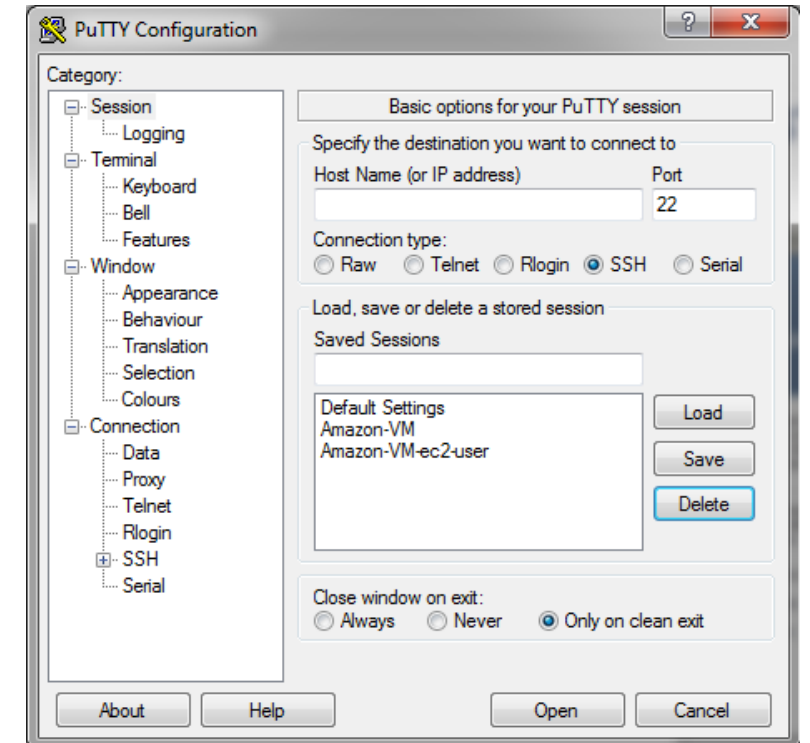 PuTTY Configuration
?
X
Category:
Session
Logging
Terminal
Keyboard
Bell
Features
Window
Appearance
Behaviour
Translation
Selection
Colours
Connection
Data
Proxy
Telnet
Rlogin
SSH
Serial
Basic options for your PuTTY session
Specify the destination you want to connect to
Host Name (or IP address) Port
22
Connection type:
Raw Telnet Rlogin SSH Serial
Load, save or delete a stored session
Saved Sessions
Default Settings
Amazon-VM
Amazon-VM-ec2-user
Load
Save
Delete
Close window on exit:
Always Never Only on clean exit
About Help Open Cancel